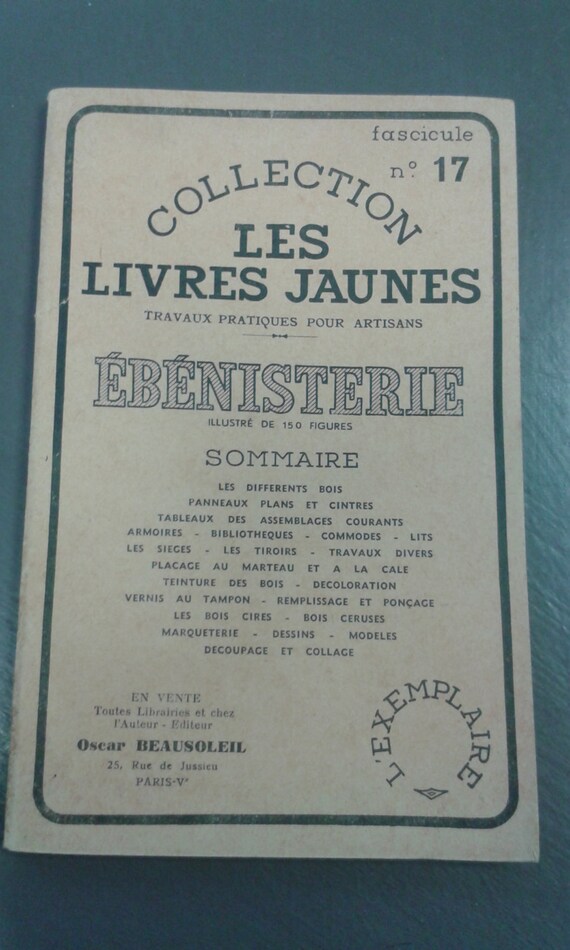 fascicule
n° 17
COLLECTION
LES
LIVRES JAUNES
TRAVAUX PRATIQUES POUR ARTISANS
ÉBÉNISTERIE
ILLUSTRÉ DE 150 FIGURES
SOMMAIRE
LES DIFFERENTS BOIS
PANNEAUX PLANS ET CINTRES
TABLEAUX DES ASSEMBLAGES COURANTS
ARMOIRES - BIBLIOTHEQUES - COMMODES - LITS
LES SIEGES - LES TIROIRS - TRAVAUX DIVERS
PLACAGE AU MARTEAU ET A LA CALE
TEINTURE DES BOIS - DECOLORATION
VERNIS AU TAMPON - REMPLISSAGE ET PONÇAGE
LES BOIS CIRES - BOIS CERUSES
MARQUETERIE - DESSINS - MODELES
DECOUPAGE ET COLLAGE
EN VENTE
Toutes Librairies et chez
l'Auteur - Editeur
Oscar BEAUSOLEIL
25, Rue de Jussieu
PARIS-Vᵉ
L'EXEMPLAIRE